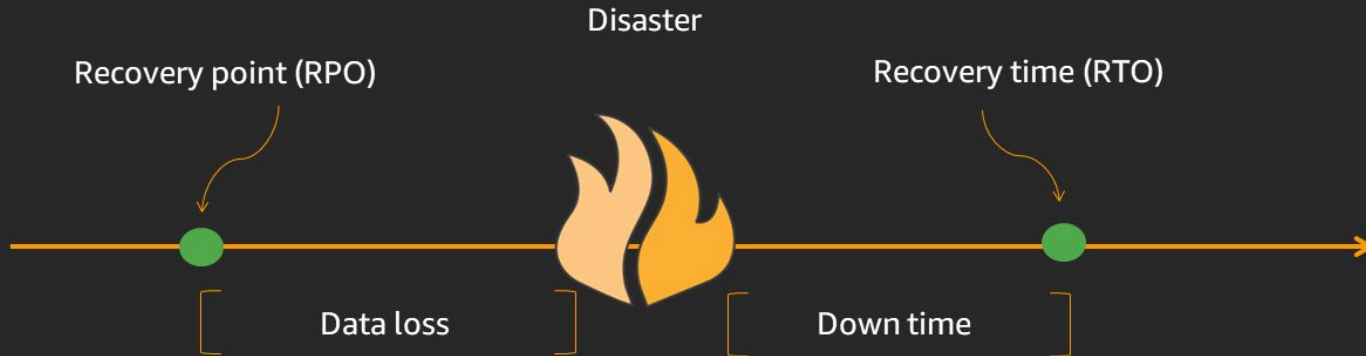 Disaster
Recovery point (RPO)
Recovery time (RTO)
Data loss
Down time